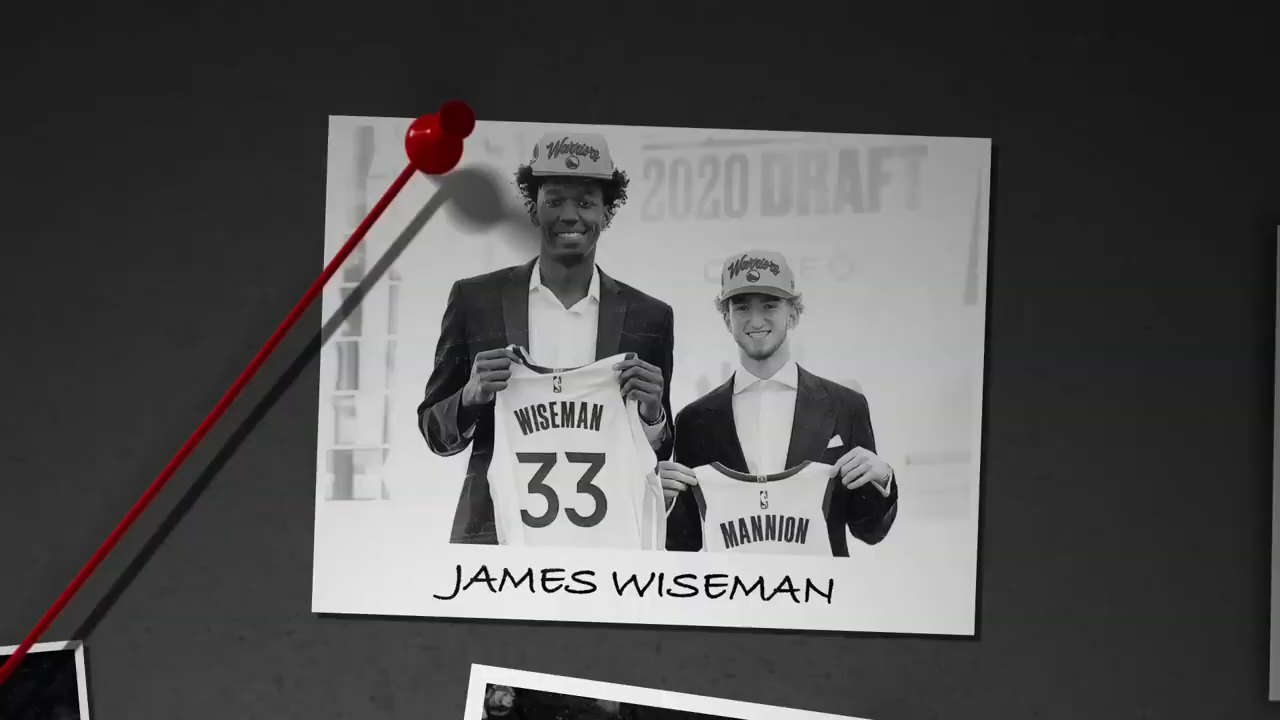 Warriors
2020 DRAFT
Warriors
WISEMAN
33
MANNION
JAMES WISEMAN